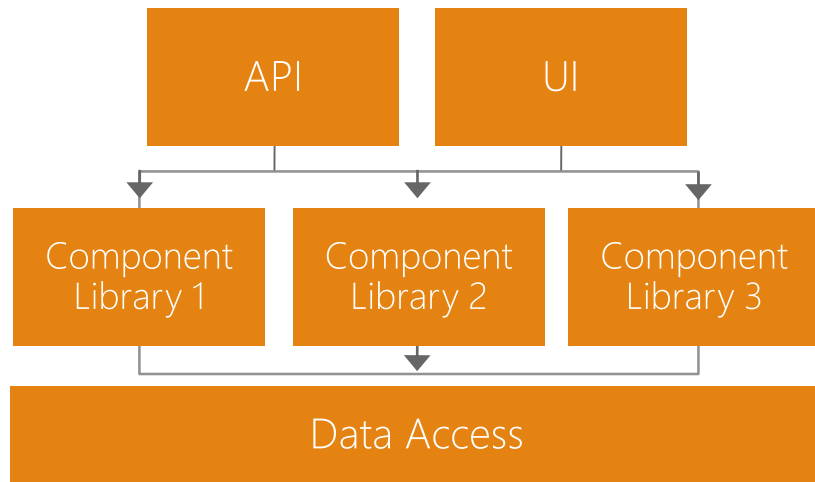 API
UI
Component
Library 1
Component
Library 2
Component
Library 3
Data Access